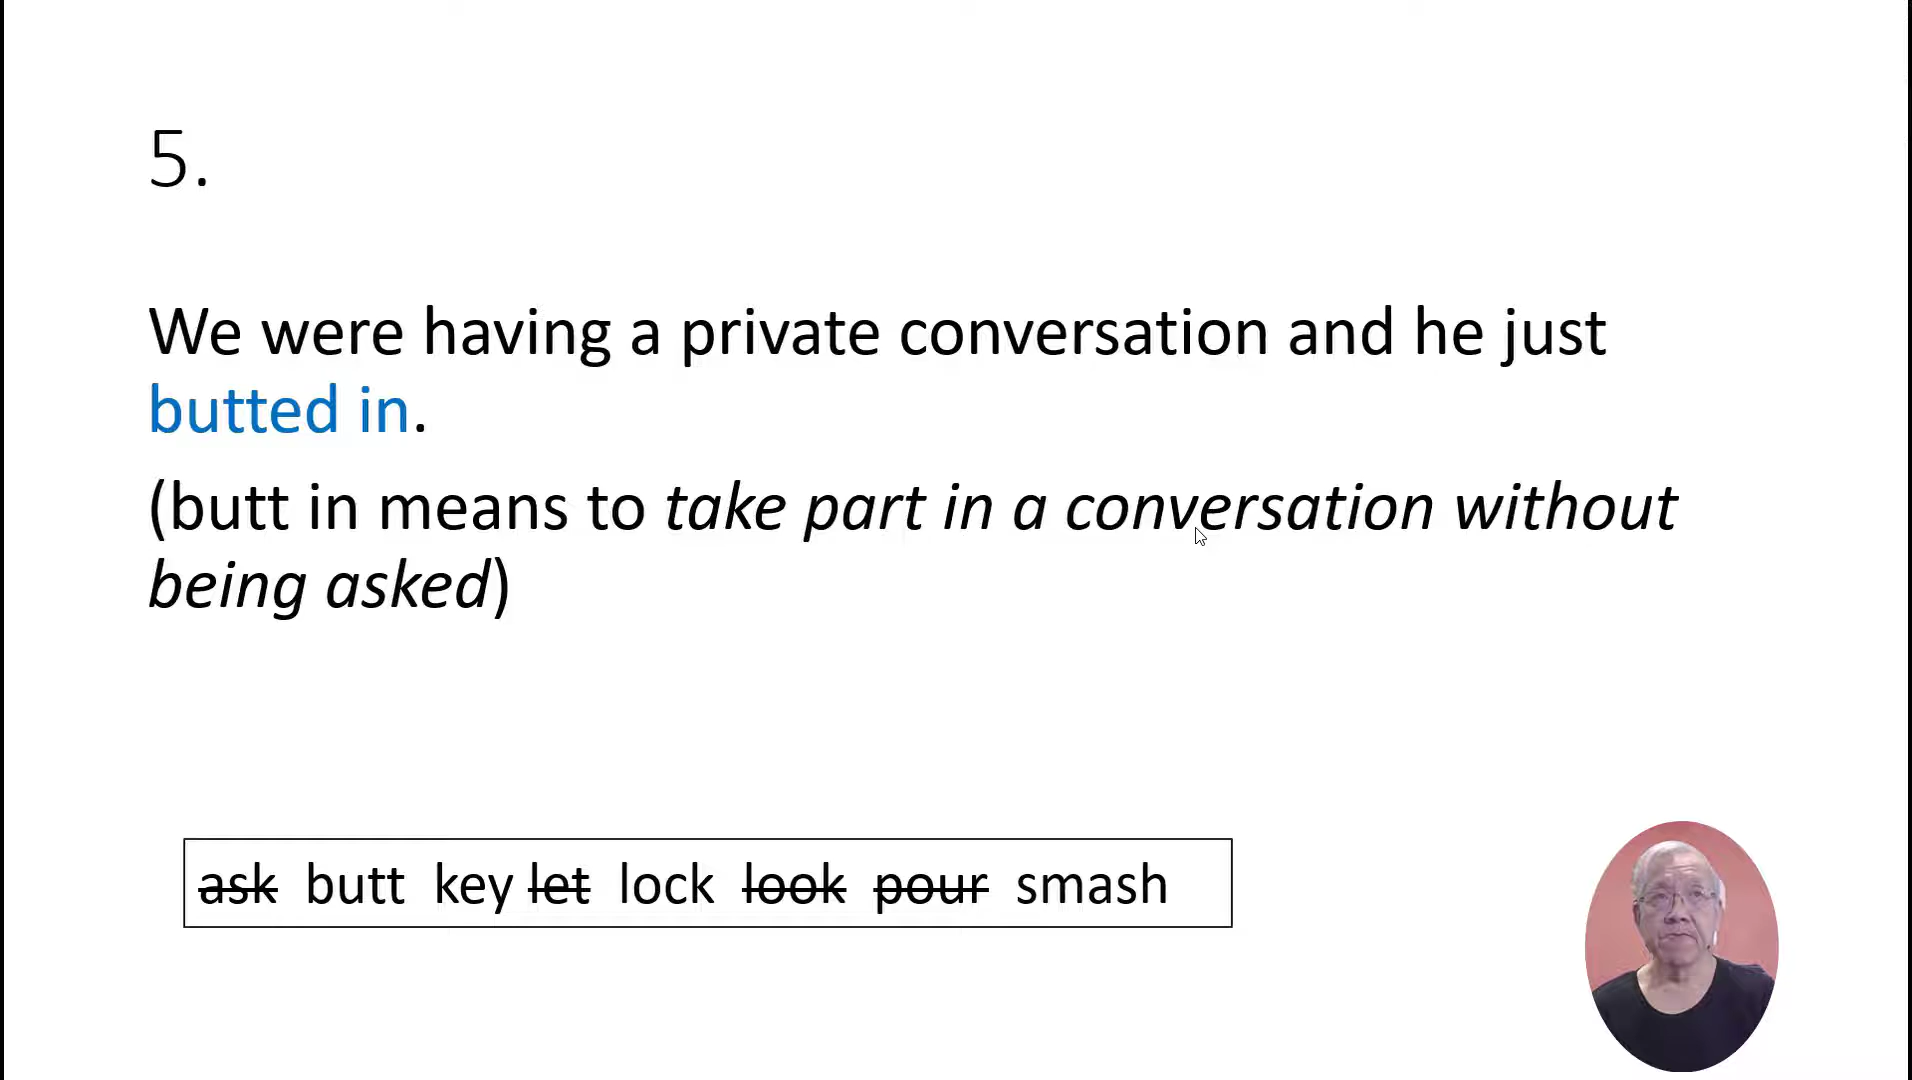 5.
We were having a private conversation and he just
butted in.
(butt in means to take part in a conversation without
being asked)
ask butt key let lock look pour smash